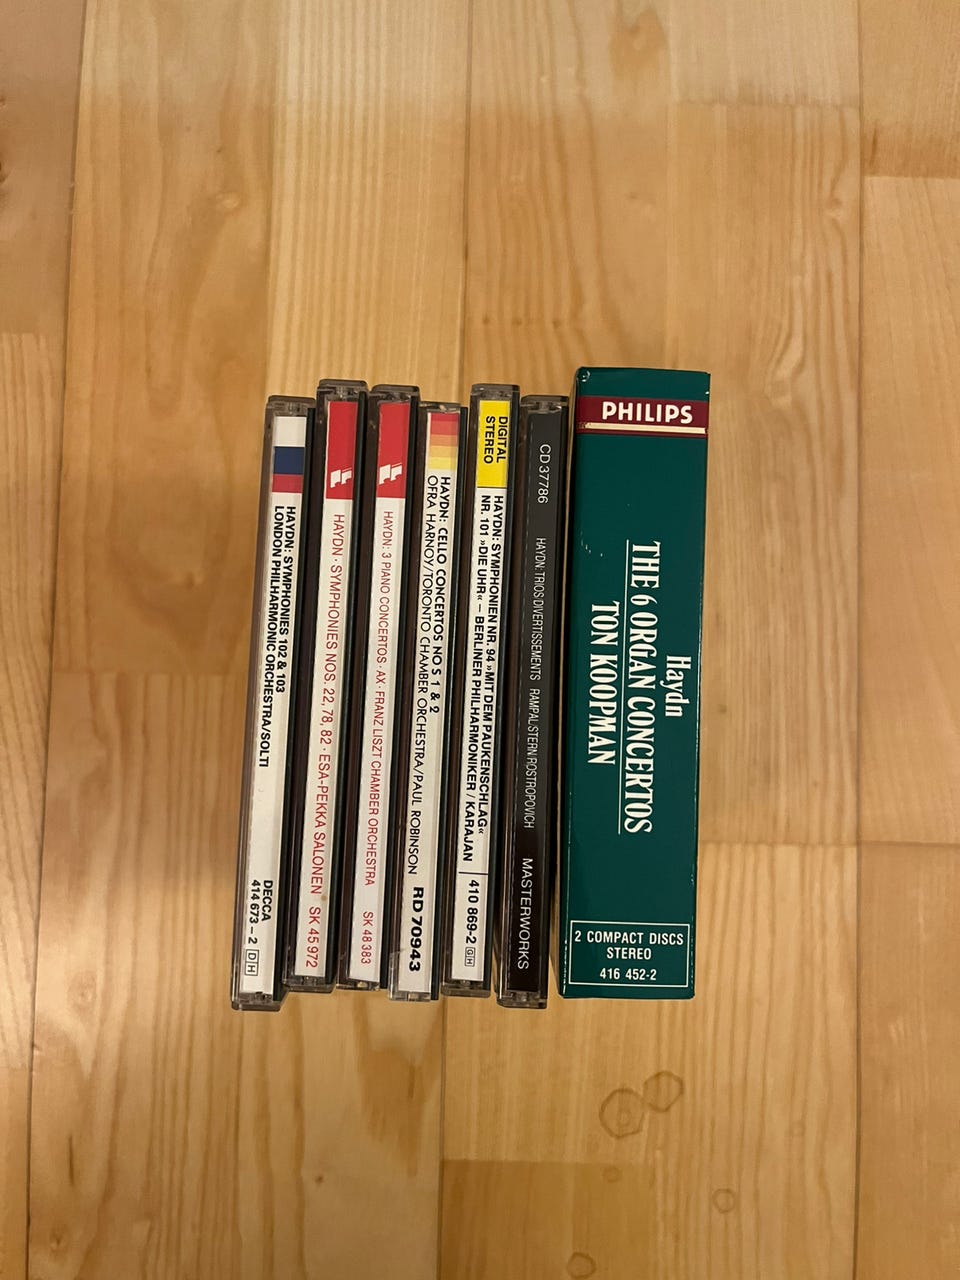 HAYDN: SYMPHONIES 102 & 103
LONDON PHILHARMONIC ORCHESTRA/SOLTI
DECCA
414 673-2 DH
HAYDN · SYMPHONIES NOS. 22, 78, 82 · ESA-PEKKA SALONEN SK 45 972
HAYDN: 3 PIANO CONCERTOS · AX · FRANZ LISZT CHAMBER ORCHESTRA SK 48 383
HAYDN: CELLO CONCERTOS NO S 1 & 2
OFRA HARNOY/TORONTO CHAMBER ORCHESTRA/PAUL ROBINSON RD 70943
DIGITAL
STEREO
HAYDN: SYMPHONIEN NR. 94 »MIT DEM PAUKENSCHLAG«
NR. 101 »DIE UHR« – BERLINER PHILHARMONIKER / KARAJAN
410 869-2 GH
CD 37786 HAYDN: TRIOS/DIVERTISSEMENTS RAMPAL/STERN/ROSTROPOVICH MASTERWORKS
PHILIPS
Haydn
THE 6 ORGAN CONCERTOS
TON KOOPMAN
2 COMPACT DISCS
STEREO
416 452-2